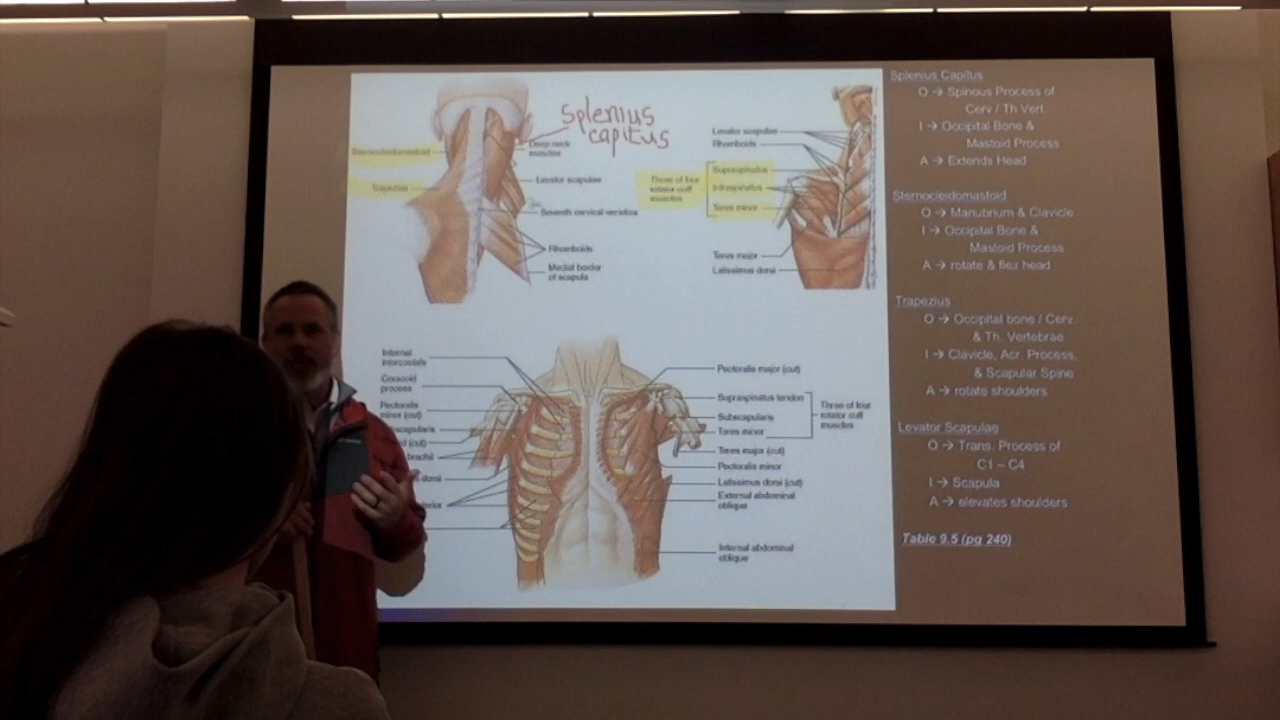 Splenius
capitus
Sternocleidomastoid
Trapezius
Deep neck
muscles
Levator scapulae
Seventh cervical vertebra
Rhomboids
Medial border
of scapula
Levator scapulae
Rhomboids
Supraspinatus
Three of four
rotator cuff
muscles
Infraspinatus
Teres minor
Teres major
Latissimus dorsi
Internal
intercostals
Coracoid
process
Pectoralis
minor (cut)
scapularis
(cut)
brachii
dorsi
Pectoralis major (cut)
Supraspinatus tendon
Subscapularis
Teres minor
Three of four
rotator cuff
muscles
Teres major (cut)
Pectoralis minor
Latissimus dorsi (cut)
External abdominal
oblique
Internal abdominal
oblique
Splenius Capitus
O → Spinous Process of
Cerv / Th Vert.
I → Occipital Bone &
Mastoid Process
A → Extends Head
Sternocleidomastoid
O → Manubrium & Clavicle
I → Occipital Bone &
Mastoid Process
A → rotate & flex head
Trapezius
O → Occipital bone / Cerv.
& Th. Vertebrae
I → Clavicle, Acr. Process,
& Scapular Spine
A → rotate shoulders
Levator Scapulae
O → Trans. Process of
C1 – C4
I → Scapula
A → elevates shoulders
Table 9.5 (pg 240)